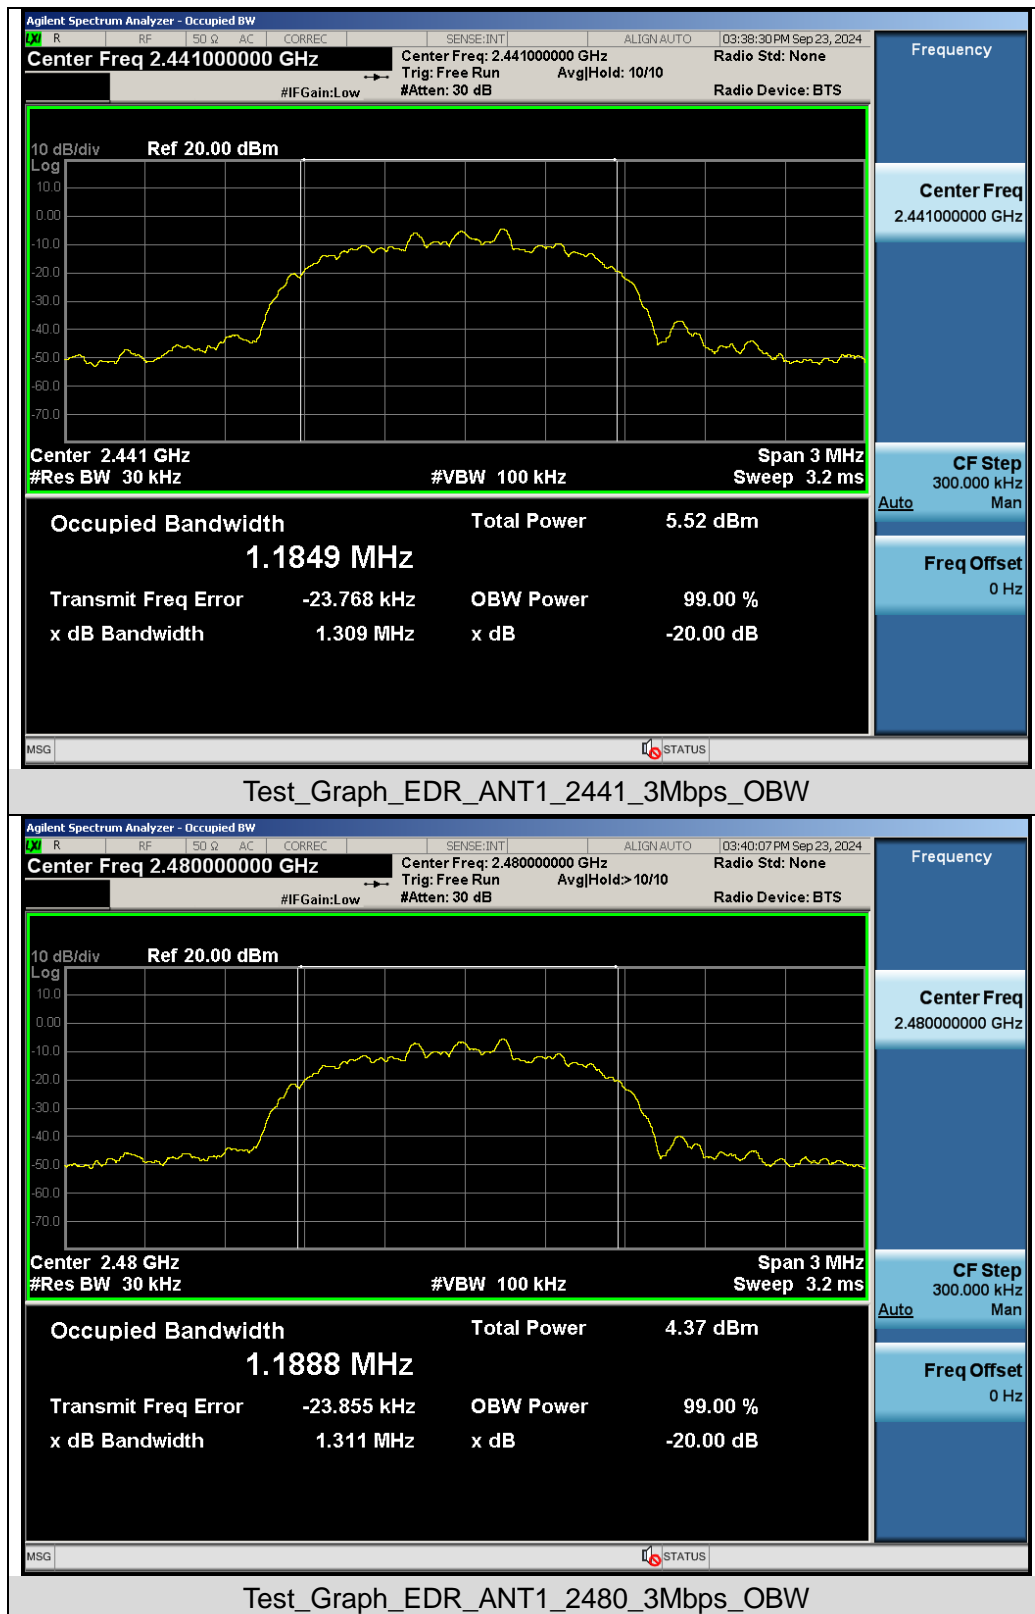 Agilent Spectrum Analyzer - Occupied BW
LXI R RF 50 Ω AC CORREC SENSE:INT ALIGN AUTO 03:38:30 PM Sep 23, 2024
Center Freq 2.441000000 GHz Center Freq: 2.441000000 GHz Radio Std: None
Trig: Free Run Avg|Hold: 10/10
#IFGain:Low #Atten: 30 dB Radio Device: BTS
Frequency
10 dB/div Ref 20.00 dBm
Log
10.0
0.00
-10.0
-20.0
-30.0
-40.0
-50.0
-60.0
-70.0
Center 2.441 GHz Span 3 MHz
#Res BW 30 kHz #VBW 100 kHz Sweep 3.2 ms
Center Freq
2.441000000 GHz
CF Step
300.000 kHz
Auto Man
Freq Offset
0 Hz
Occupied Bandwidth Total Power 5.52 dBm
1.1849 MHz
Transmit Freq Error -23.768 kHz OBW Power 99.00 %
x dB Bandwidth 1.309 MHz x dB -20.00 dB
MSG STATUS
Test_Graph_EDR_ANT1_2441_3Mbps_OBW
Agilent Spectrum Analyzer - Occupied BW
LXI R RF 50 Ω AC CORREC SENSE:INT ALIGN AUTO 03:40:07 PM Sep 23, 2024
Center Freq 2.480000000 GHz Center Freq: 2.480000000 GHz Radio Std: None
Trig: Free Run Avg|Hold:>10/10
#IFGain:Low #Atten: 30 dB Radio Device: BTS
Frequency
10 dB/div Ref 20.00 dBm
Log
10.0
0.00
-10.0
-20.0
-30.0
-40.0
-50.0
-60.0
-70.0
Center 2.48 GHz Span 3 MHz
#Res BW 30 kHz #VBW 100 kHz Sweep 3.2 ms
Center Freq
2.480000000 GHz
CF Step
300.000 kHz
Auto Man
Freq Offset
0 Hz
Occupied Bandwidth Total Power 4.37 dBm
1.1888 MHz
Transmit Freq Error -23.855 kHz OBW Power 99.00 %
x dB Bandwidth 1.311 MHz x dB -20.00 dB
MSG STATUS
Test_Graph_EDR_ANT1_2480_3Mbps_OBW